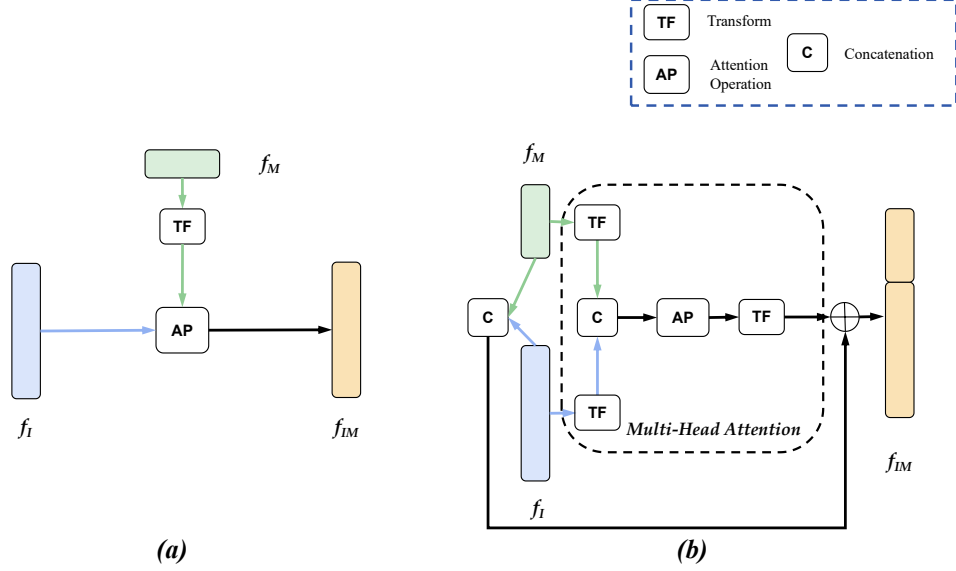 TF Transform
C Concatenation
AP Attention
Operation
f_M
TF
AP
f_I
f_IM
(a)
f_M
TF
C
C
AP
TF
TF
Multi-Head Attention
f_I
f_IM
(b)